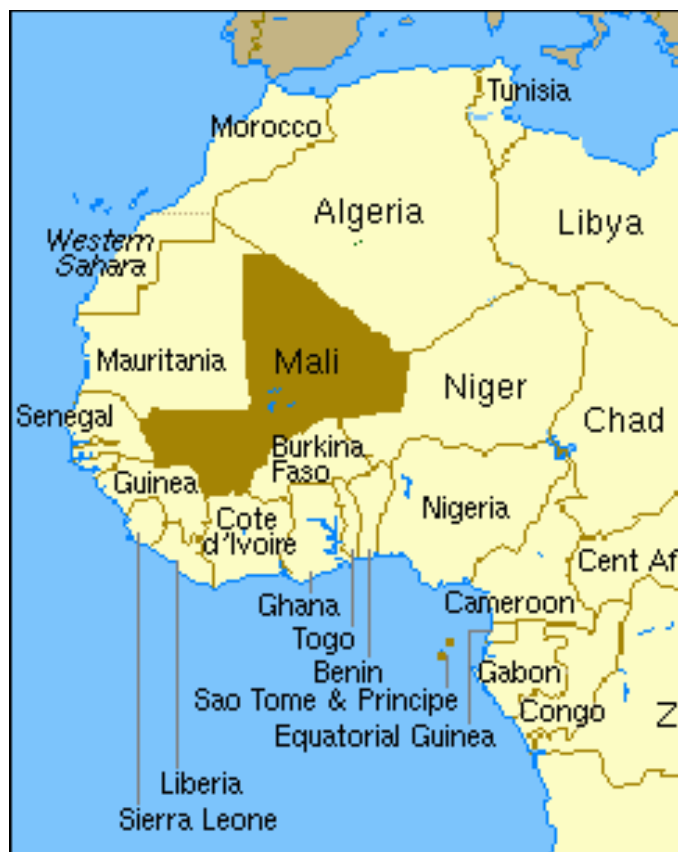 Tunisia
Morocco
Algeria
Libya
Western
Sahara
Mauritania
Mali
Niger
Chad
Senegal
Burkina
Faso
Guinea
Nigeria
Cote
d'Ivoire
Cent Af
Ghana
Cameroon
Togo
Benin
Gabon
Sao Tome & Principe
Congo
Z
Equatorial Guinea
Liberia
Sierra Leone